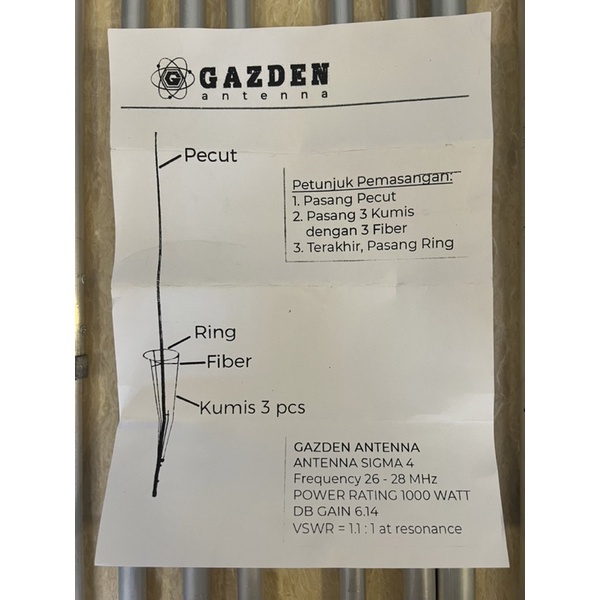 G GAZDEN
antenna
Pecut
Petunjuk Pemasangan:
1. Pasang Pecut
2. Pasang 3 Kumis
dengan 3 Fiber
3. Terakhir, Pasang Ring
Ring
Fiber
Kumis 3 pcs
GAZDEN ANTENNA
ANTENNA SIGMA 4
Frequency 26 - 28 MHz
POWER RATING 1000 WATT
DB GAIN 6.14
VSWR = 1.1 : 1 at resonance